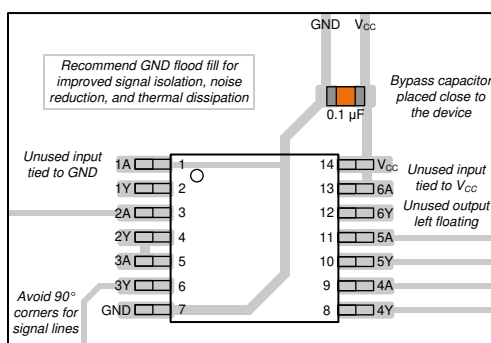 GND VCC
Recommend GND flood fill for
improved signal isolation, noise
reduction, and thermal dissipation
Bypass capacitor
placed close to
the device
0.1 µF
Unused input
tied to GND
1A 1 14 VCC
1Y 2 13 6A
2A 3 12 6Y
2Y 4 11 5A
3A 5 10 5Y
3Y 6 9 4A
GND 7 8 4Y
Unused input
tied to VCC
Unused output
left floating
Avoid 90°
corners for
signal lines